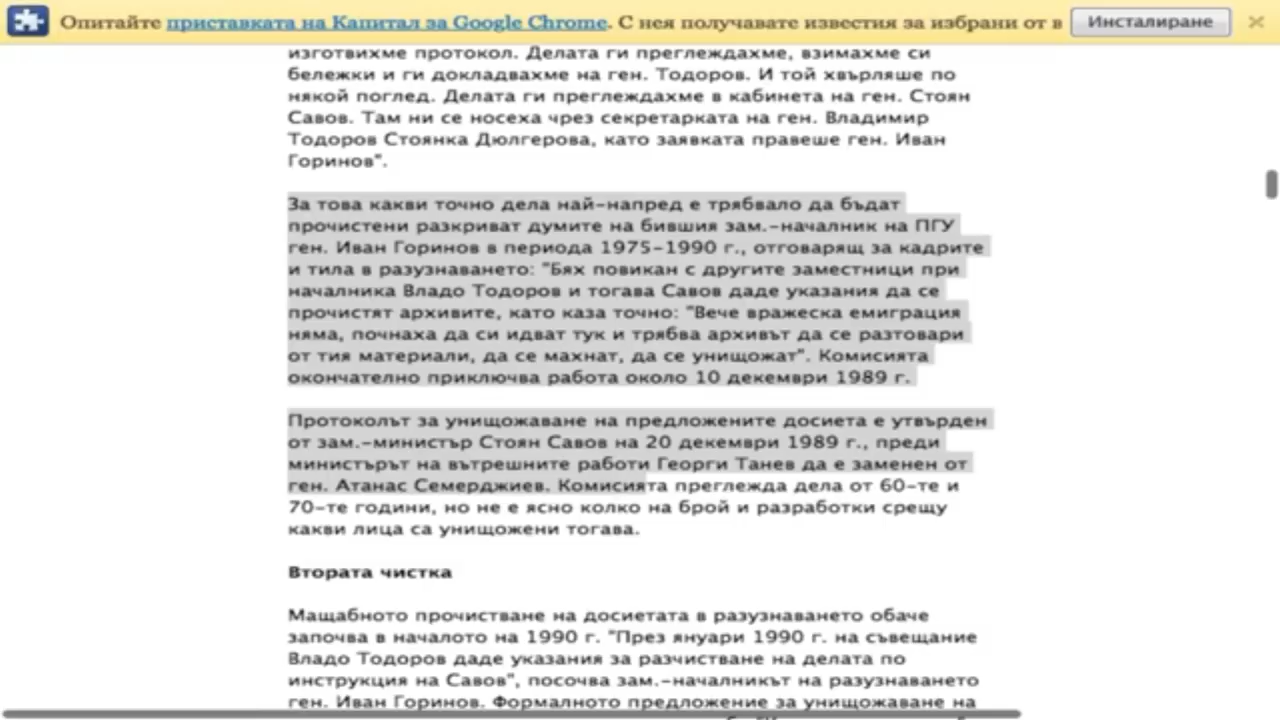 Опитайте приставката на Капитал за Google Chrome. С нея получавате известия за избрани от в
Инсталиране
изготвихме протокол. Делата ги преглеждахме, взимахме си
бележки и ги докладвахме на ген. Тодоров. И той хвърляше по
някой поглед. Делата ги преглеждахме в кабинета на ген. Стоян
Савов. Там ни се носеха чрез секретарката на ген. Владимир
Тодоров Стоянка Дюлгерова, като заявката правеше ген. Иван
Горинов".
За това какви точно дела най-напред е трябвало да бъдат
прочистени разкриват думите на бившия зам.-началник на ПГУ
ген. Иван Горинов в периода 1975-1990 г., отговарящ за кадрите
и тила в разузнаването: "Бях повикан с другите заместници при
началника Владо Тодоров и тогава Савов даде указания да се
прочистят архивите, като каза точно: "Вече вражеска емиграция
няма, почнаха да си идват тук и трябва архивът да се разтовари
от тия материали, да се махнат, да се унищожат". Комисията
окончателно приключва работа около 10 декември 1989 г.
Протоколът за унищожаване на предложените досиета е утвърден
от зам.-министър Стоян Савов на 20 декември 1989 г., преди
министърът на вътрешните работи Георги Танев да е заменен от
ген. Атанас Семерджиев. Комисията преглежда дела от 60-те и
70-те години, но не е ясно колко на брой и разработки срещу
какви лица са унищожени тогава.
Втората чистка
Мащабното прочистване на досиетата в разузнаването обаче
започва в началото на 1990 г. "През януари 1990 г. на съвещание
Владо Тодоров даде указания за разчистване на делата по
инструкция на Савов", посочва зам.-началникът на разузнаването
ген. Иван Горинов. Формалното предложение за унищожаване на